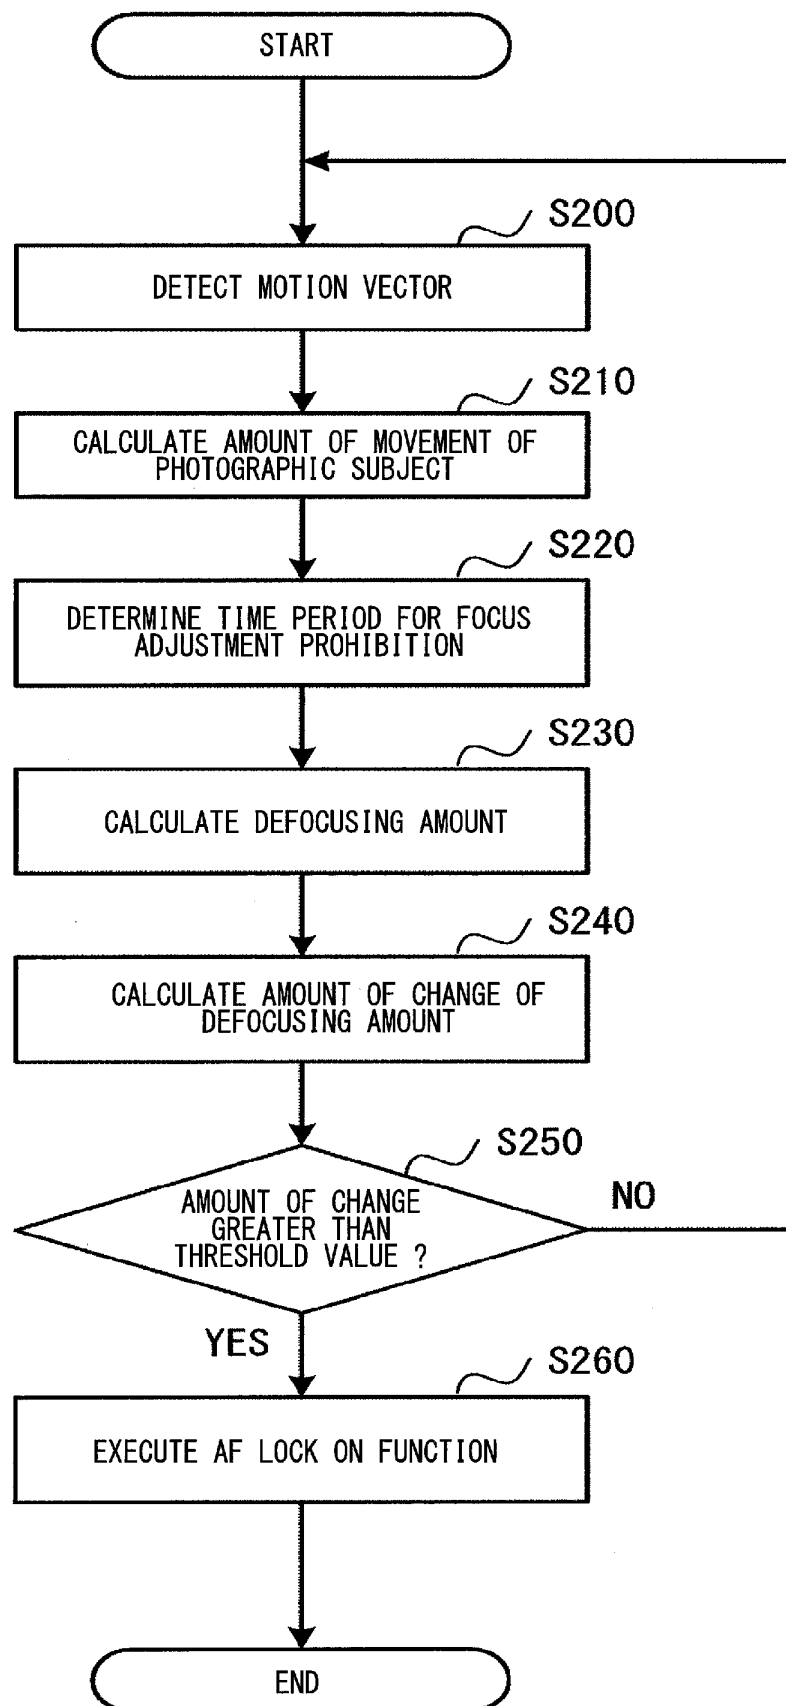 START
S200
DETECT MOTION VECTOR
S210
CALCULATE AMOUNT OF MOVEMENT OF
PHOTOGRAPHIC SUBJECT
S220
DETERMINE TIME PERIOD FOR FOCUS
ADJUSTMENT PROHIBITION
S230
CALCULATE DEFOCUSING AMOUNT
S240
CALCULATE AMOUNT OF CHANGE OF
DEFOCUSING AMOUNT
S250
AMOUNT OF CHANGE
GREATER THAN
THRESHOLD VALUE ?
NO
YES
S260
EXECUTE AF LOCK ON FUNCTION
END